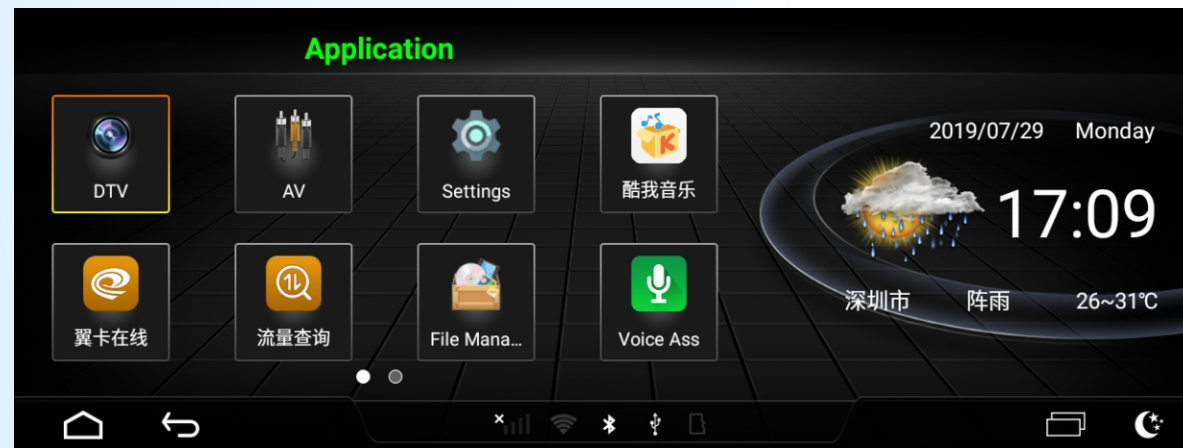 Application
DTV
AV
Settings
酷我音乐
翼卡在线
流量查询
File Mana...
Voice Ass
2019/07/29 Monday
17:09
深圳市 阵雨 26~31℃